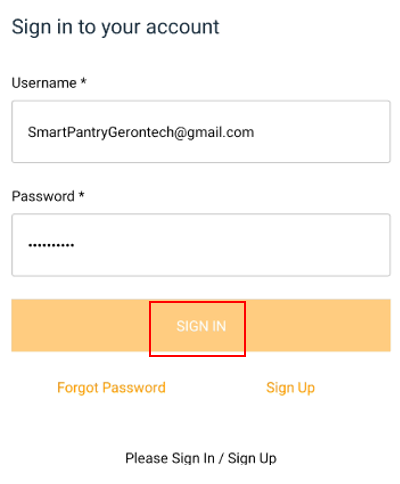 Sign in to your account
Username *
SmartPantryGerontech@gmail.com
Password *
••••••••••
SIGN IN
Forgot Password Sign Up
Please Sign In / Sign Up